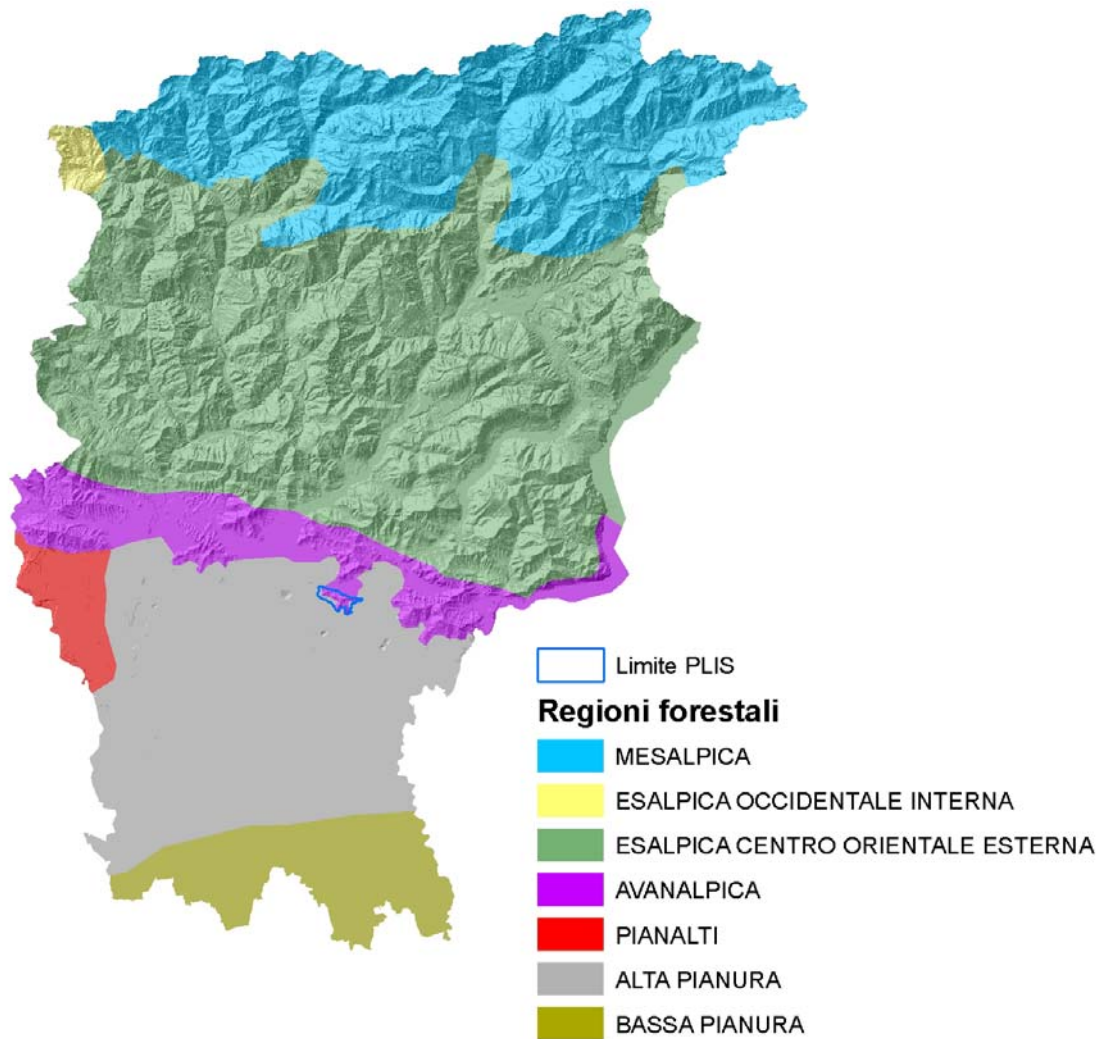 Limite PLIS
Regioni forestali
MESALPICA
ESALPICA OCCIDENTALE INTERNA
ESALPICA CENTRO ORIENTALE ESTERNA
AVANALPICA
PIANALTI
ALTA PIANURA
BASSA PIANURA